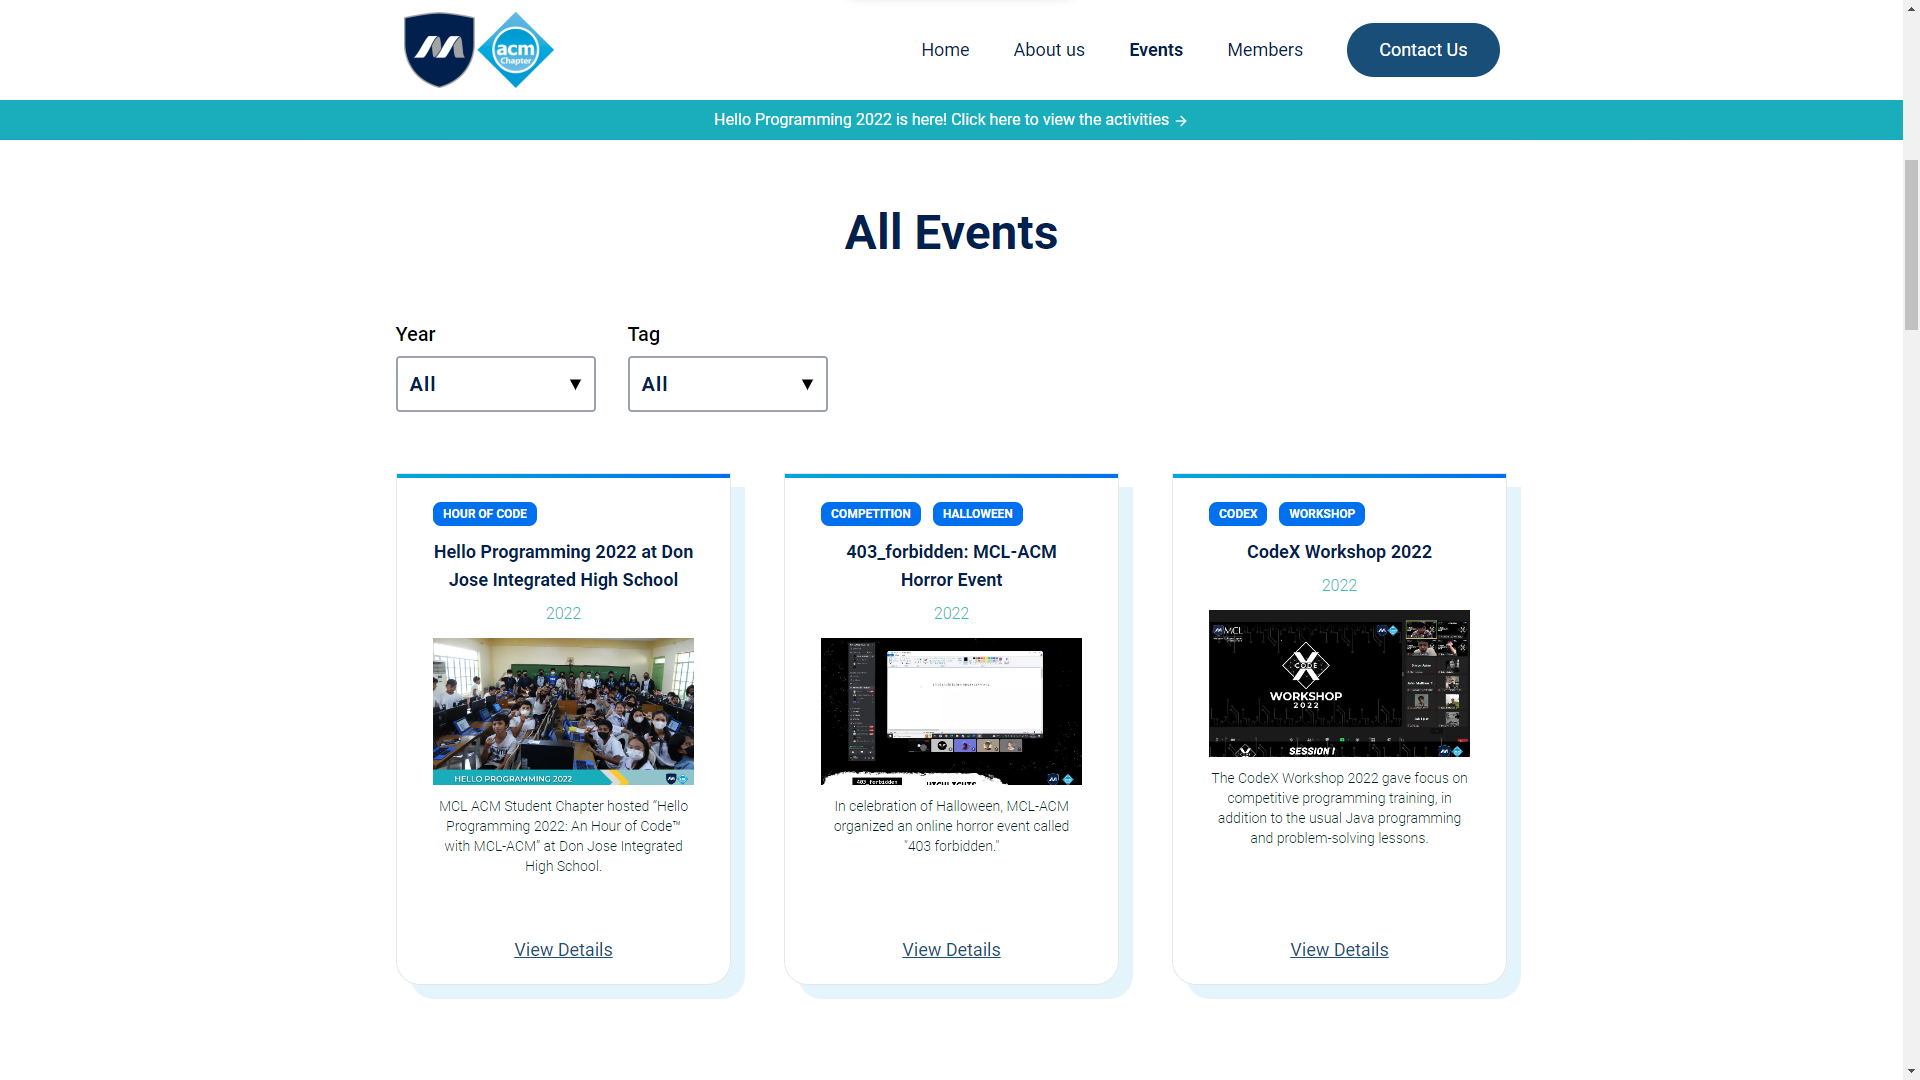 acm
Chapter
Home
About us
Events
Members
Contact Us
Hello Programming 2022 is here! Click here to view the activities →
All Events
Year
Tag
All
All
HOUR OF CODE
Hello Programming 2022 at Don
Jose Integrated High School
2022
HELLO PROGRAMMING 2022
MCL ACM Student Chapter hosted “Hello
Programming 2022: An Hour of Code™
with MCL-ACM” at Don Jose Integrated
High School.
View Details
COMPETITION
HALLOWEEN
403_forbidden: MCL-ACM
Horror Event
2022
403_forbidden
In celebration of Halloween, MCL-ACM
organized an online horror event called
"403 forbidden."
View Details
CODEX
WORKSHOP
CodeX Workshop 2022
2022
MCL
CODE
WORKSHOP
2022
SESSION I
The CodeX Workshop 2022 gave focus on
competitive programming training, in
addition to the usual Java programming
and problem-solving lessons.
View Details